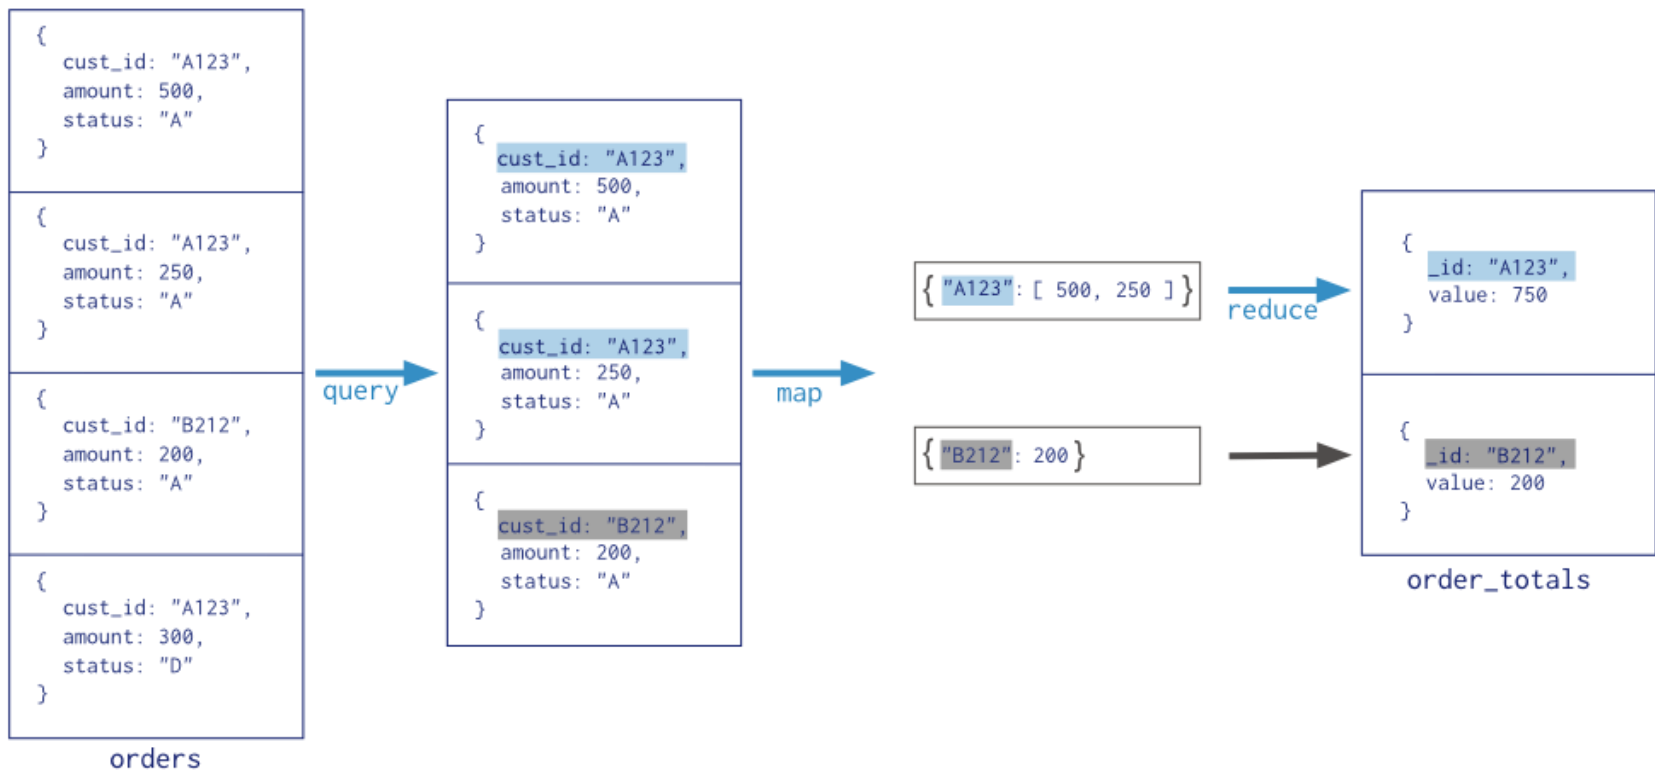 {
cust_id: "A123",
amount: 500,
status: "A"
}
{
cust_id: "A123",
amount: 250,
status: "A"
}
{
cust_id: "B212",
amount: 200,
status: "A"
}
{
cust_id: "A123",
amount: 300,
status: "D"
}
orders
query
{
cust_id: "A123",
amount: 500,
status: "A"
}
{
cust_id: "A123",
amount: 250,
status: "A"
}
{
cust_id: "B212",
amount: 200,
status: "A"
}
map
{ "A123": [ 500, 250 ] }
reduce
{ "B212": 200 }
{
_id: "A123",
value: 750
}
{
_id: "B212",
value: 200
}
order_totals